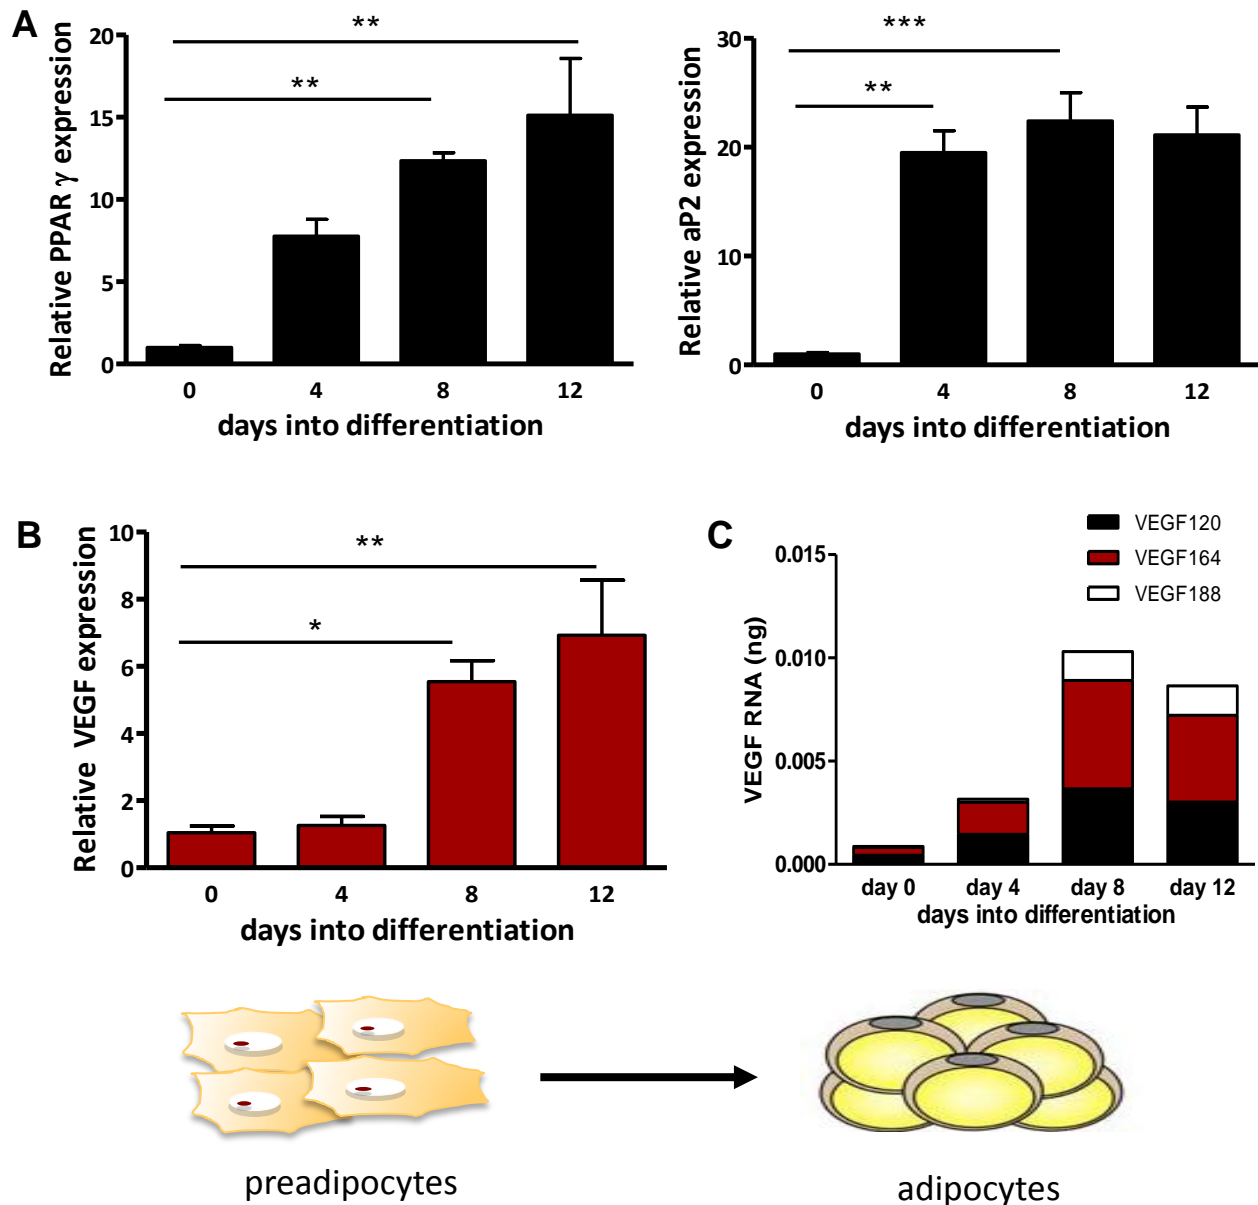 A
Relative PPAR γ expression
20
15
10
5
0
**
**
0 4 8 12
days into differentiation
Relative aP2 expression
30
20
10
0
***
**
0 4 8 12
days into differentiation
B
Relative VEGF expression
10
8
6
4
2
0
**
*
0 4 8 12
days into differentiation
C
VEGF120
VEGF164
VEGF188
VEGF RNA (ng)
0.015
0.010
0.005
0.000
day 0 day 4 day 8 day 12
days into differentiation
preadipocytes
adipocytes